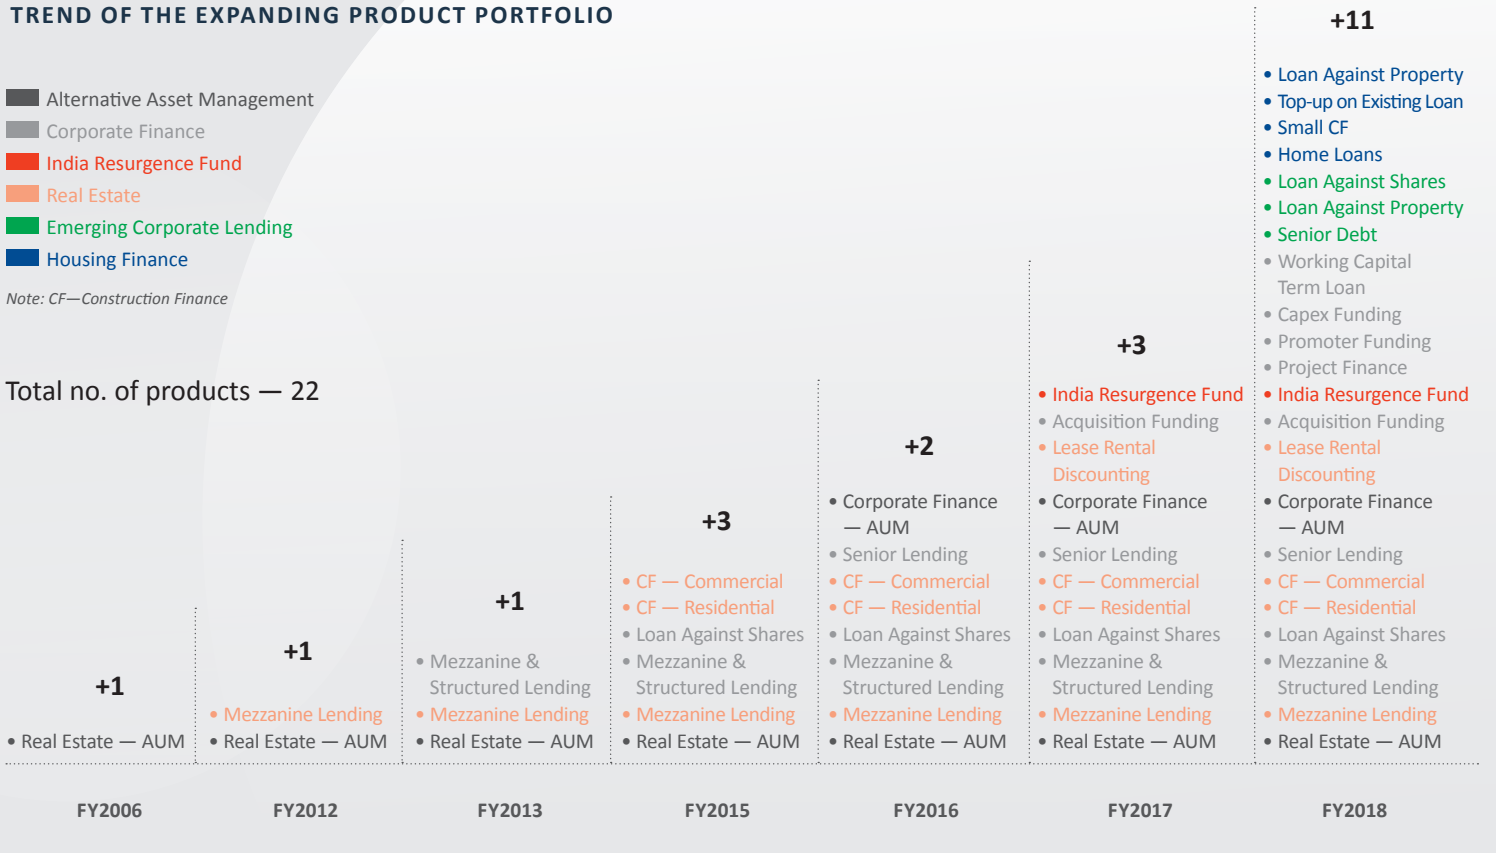 TREND OF THE EXPANDING PRODUCT PORTFOLIO
Alternative Asset Management
Corporate Finance
India Resurgence Fund
Real Estate
Emerging Corporate Lending
Housing Finance
Note: CF—Construction Finance
Total no. of products — 22
+1
• Real Estate — AUM
FY2006
+1
• Mezzanine Lending
• Real Estate — AUM
FY2012
+1
• Mezzanine &
Structured Lending
• Mezzanine Lending
• Real Estate — AUM
FY2013
+3
• CF — Commercial
• CF — Residential
• Loan Against Shares
• Mezzanine &
Structured Lending
• Mezzanine Lending
• Real Estate — AUM
FY2015
+2
• Corporate Finance
— AUM
• Senior Lending
• CF — Commercial
• CF — Residential
• Loan Against Shares
• Mezzanine &
Structured Lending
• Mezzanine Lending
• Real Estate — AUM
FY2016
+3
• India Resurgence Fund
• Acquisition Funding
• Lease Rental
Discounting
• Corporate Finance
— AUM
• Senior Lending
• CF — Commercial
• CF — Residential
• Loan Against Shares
• Mezzanine &
Structured Lending
• Mezzanine Lending
• Real Estate — AUM
FY2017
+11
• Loan Against Property
• Top-up on Existing Loan
• Small CF
• Home Loans
• Loan Against Shares
• Loan Against Property
• Senior Debt
• Working Capital
Term Loan
• Capex Funding
• Promoter Funding
• Project Finance
• India Resurgence Fund
• Acquisition Funding
• Lease Rental
Discounting
• Corporate Finance
— AUM
• Senior Lending
• CF — Commercial
• CF — Residential
• Loan Against Shares
• Mezzanine &
Structured Lending
• Mezzanine Lending
• Real Estate — AUM
FY2018